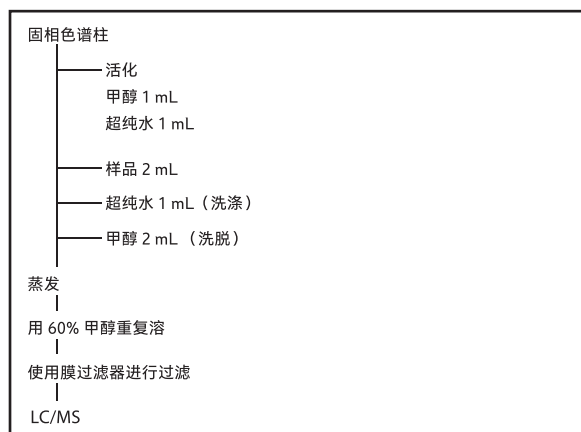 固相色谱柱
活化
甲醇 1 mL
超纯水 1 mL
样品 2 mL
超纯水 1 mL（洗涤）
甲醇 2 mL （洗脱）
蒸发
用 60% 甲醇重复溶
使用膜过滤器进行过滤
LC/MS